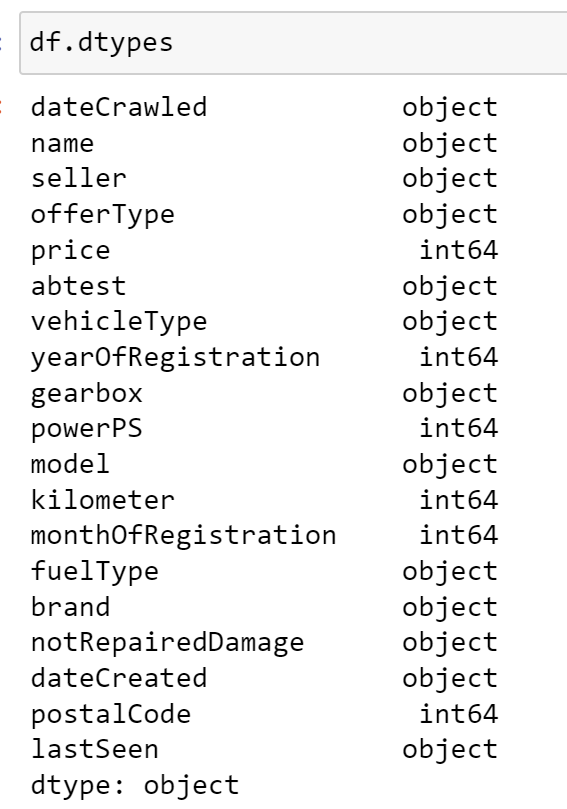 df.dtypes
dateCrawled object
name object
seller object
offerType object
price int64
abtest object
vehicleType object
yearOfRegistration int64
gearbox object
powerPS int64
model object
kilometer int64
monthOfRegistration int64
fuelType object
brand object
notRepairedDamage object
dateCreated object
postalCode int64
lastSeen object
dtype: object